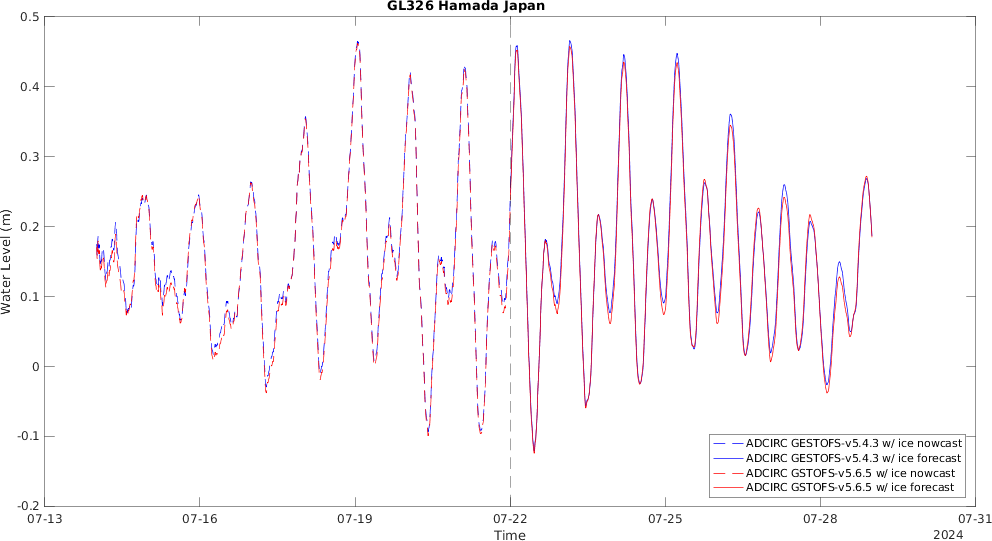 GL326 Hamada Japan
0.5
0.4
0.3
0.2
0.1
0
-0.1
-0.2
Water Level (m)
ADCIRC GESTOFS-v5.4.3 w/ ice nowcast
ADCIRC GESTOFS-v5.4.3 w/ ice forecast
ADCIRC GSTOFS-v5.6.5 w/ ice nowcast
ADCIRC GSTOFS-v5.6.5 w/ ice forecast
07-13 07-16 07-19 07-22 07-25 07-28 07-31
Time
2024